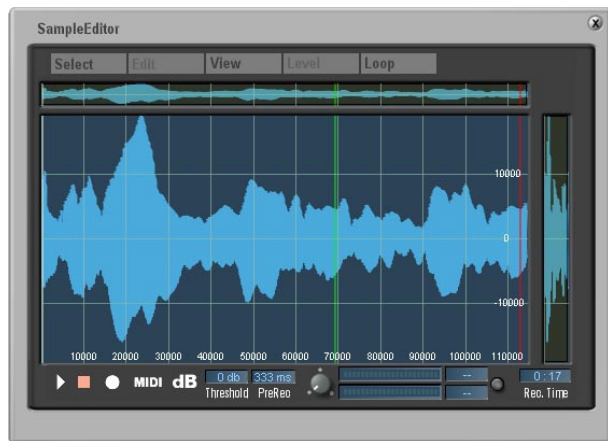 SampleEditor
Select Edit View Level Loop
10000
0
-10000
10000 20000 30000 40000 50000 60000 70000 80000 90000 100000 110000
MIDI dB 0 db 333 ms -- 0 : 17
--
Threshold PreRec Rec. Time